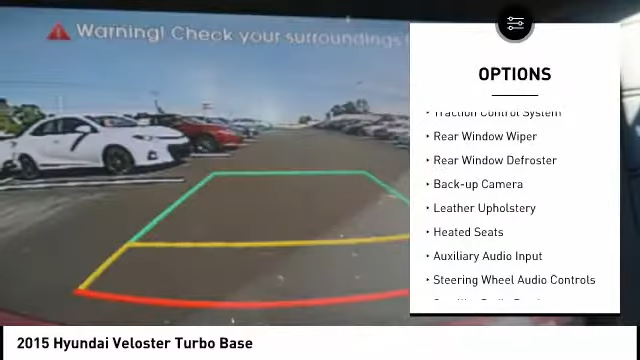 Warning! Check your surroundings
OPTIONS
• Traction Control System
• Rear Window Wiper
• Rear Window Defroster
• Back-up Camera
• Leather Upholstery
• Heated Seats
• Auxiliary Audio Input
• Steering Wheel Audio Controls
2015 Hyundai Veloster Turbo Base